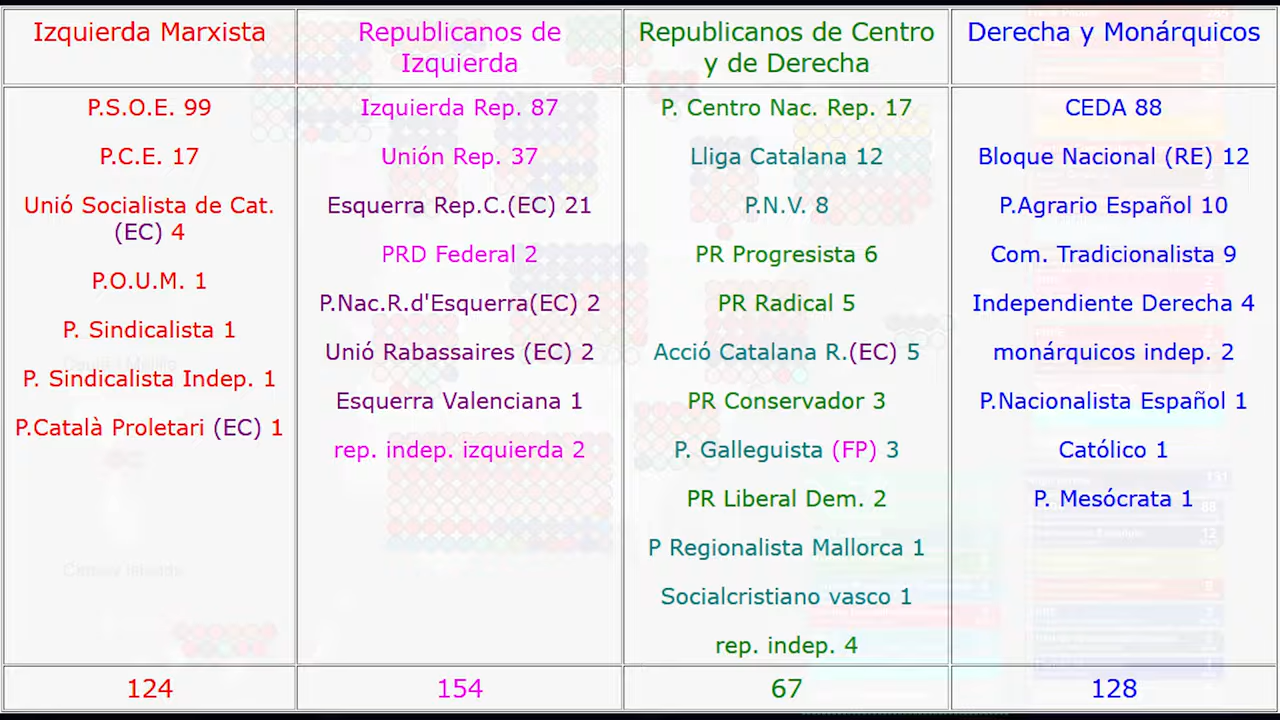 Izquierda Marxista
Republicanos de
Izquierda
Republicanos de Centro
y de Derecha
Derecha y Monárquicos
P.S.O.E. 99
P.C.E. 17
Unió Socialista de Cat.
(EC) 4
P.O.U.M. 1
P. Sindicalista 1
P. Sindicalista Indep. 1
P.Català Proletari (EC) 1
Izquierda Rep. 87
Unión Rep. 37
Esquerra Rep.C.(EC) 21
PRD Federal 2
P.Nac.R.d'Esquerra(EC) 2
Unió Rabassaires (EC) 2
Esquerra Valenciana 1
rep. indep. izquierda 2
P. Centro Nac. Rep. 17
Lliga Catalana 12
P.N.V. 8
PR Progresista 6
PR Radical 5
Acció Catalana R.(EC) 5
PR Conservador 3
P. Galleguista (FP) 3
PR Liberal Dem. 2
P Regionalista Mallorca 1
Socialcristiano vasco 1
rep. indep. 4
CEDA 88
Bloque Nacional (RE) 12
P.Agrario Español 10
Com. Tradicionalista 9
Independiente Derecha 4
monárquicos indep. 2
P.Nacionalista Español 1
Católico 1
P. Mesócrata 1
124
154
67
128